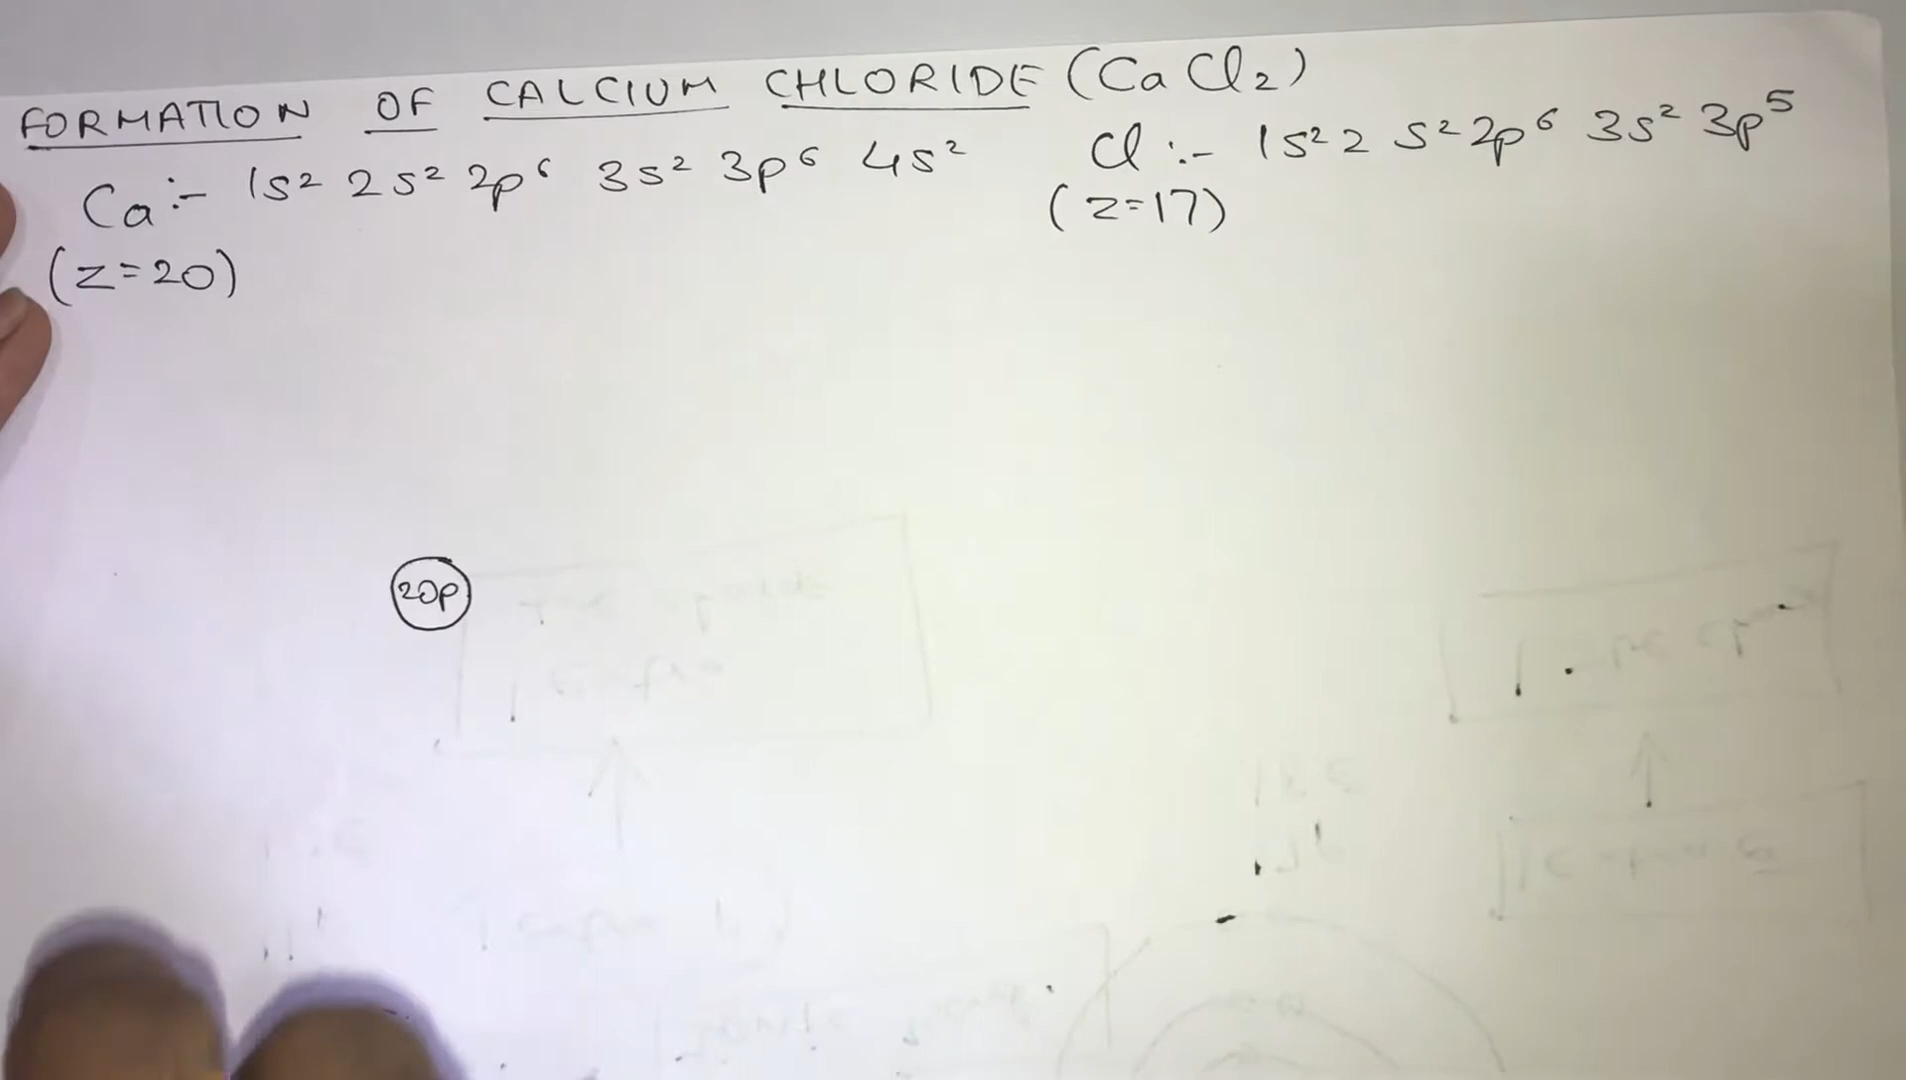 FORMATION OF CALCIUM CHLORIDE (CaCl₂)
Ca :- 1s² 2s² 2p⁶ 3s² 3p⁶ 4s²
(z=20)
Cl :- 1s² 2s² 2p⁶ 3s² 3p⁵
(z=17)
20p